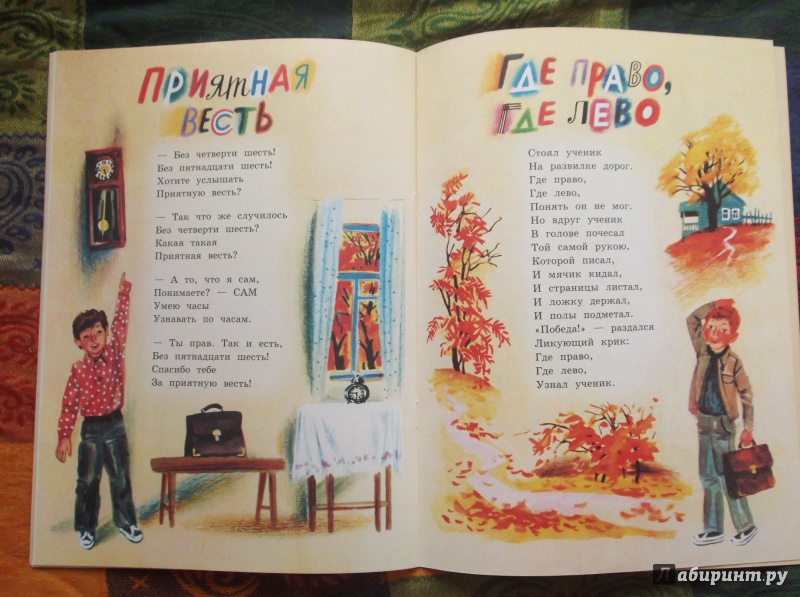 ПРИЯТНАЯ
ВЕСТЬ
— Без четверти шесть!
Без пятнадцати шесть!
Хотите услышать
Приятную весть?
— Так что же случилось
Без четверти шесть?
Какая такая
Приятная весть?
— А то, что я сам,
Понимаете? — САМ
Умею часы
Узнавать по часам.
— Ты прав. Так и есть,
Без пятнадцати шесть!
Спасибо тебе
За приятную весть!
ГДЕ ПРАВО,
ГДЕ ЛЕВО
Стоял ученик
На развилке дорог.
Где право,
Где лево,
Понять он не мог.
Но вдруг ученик
В голове почесал
Той самой рукою,
Которой писал,
И мячик кидал,
И страницы листал,
И ложку держал,
И полы подметал.
«Победа!» — раздался
Ликующий крик:
Где право,
Где лево,
Узнал ученик.
Лабиринт.ру